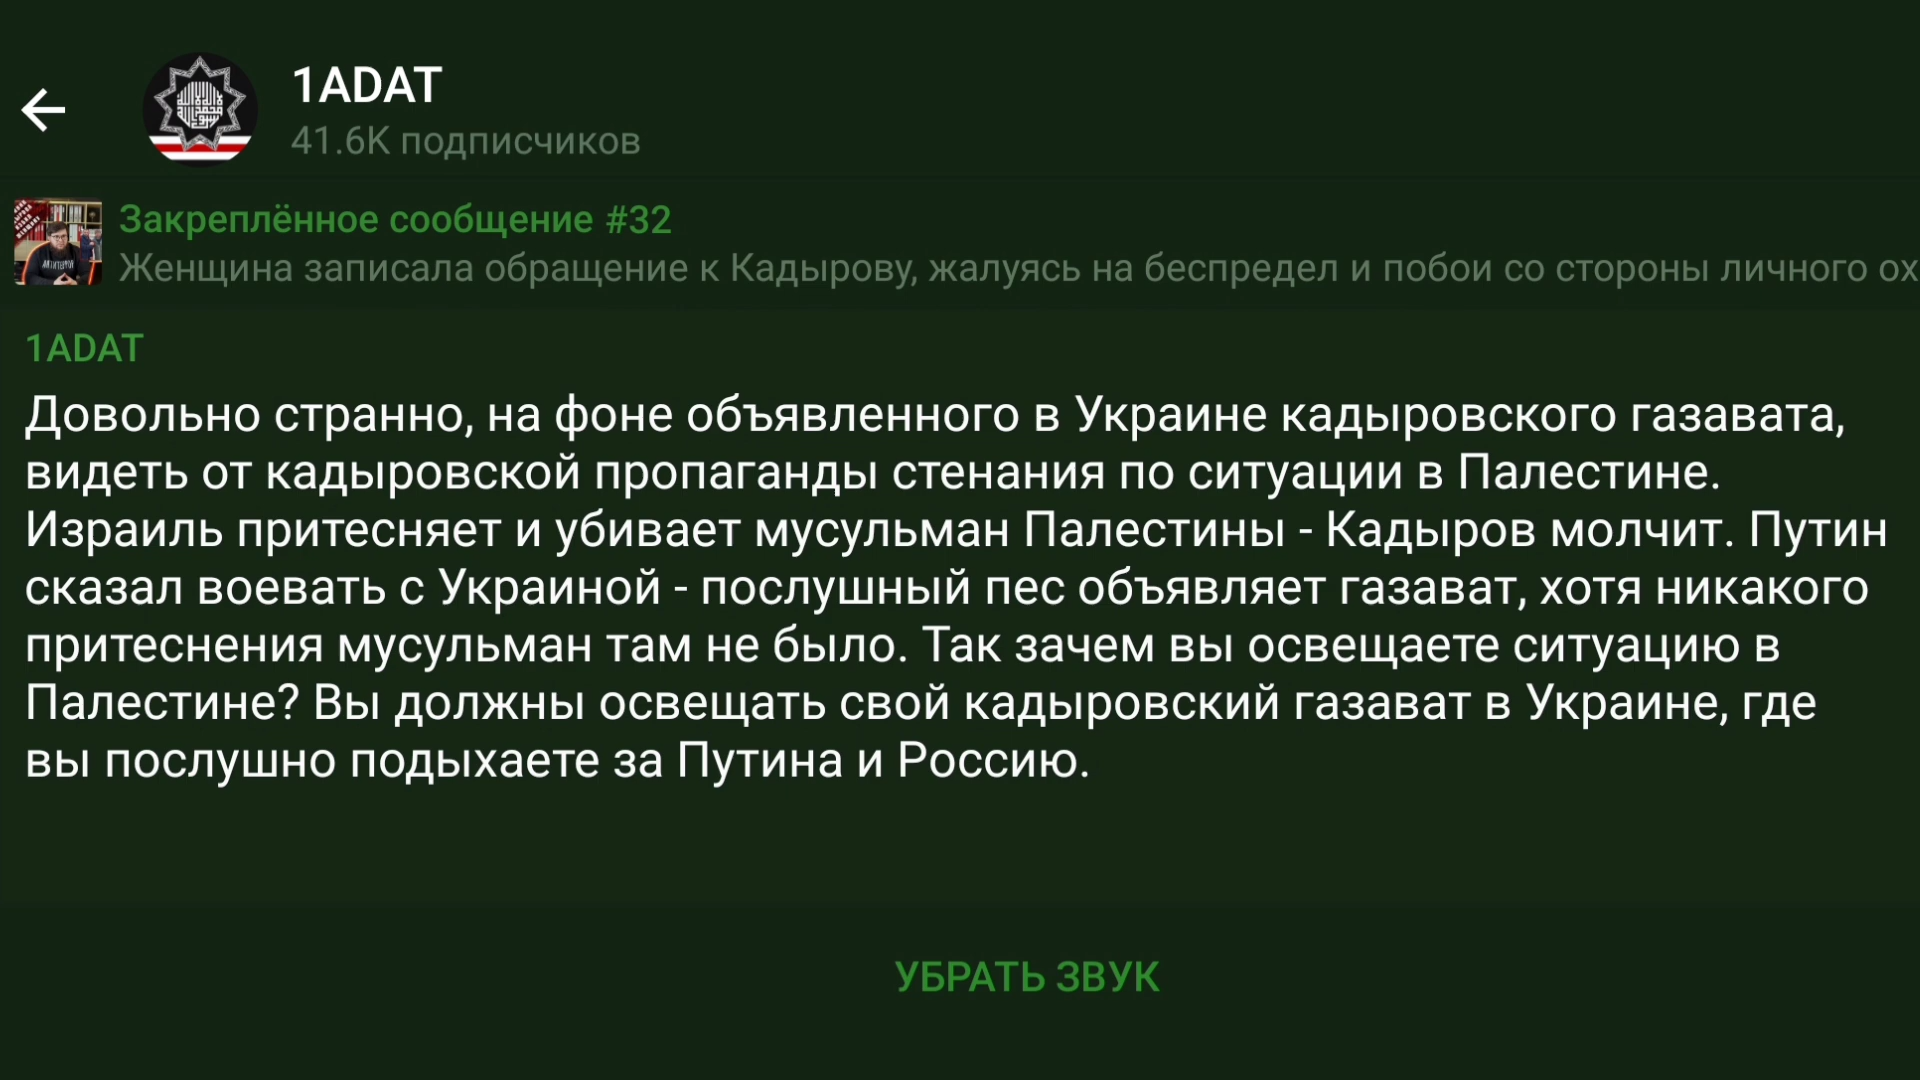 1ADAT
41.6K подписчиков
Закреплённое сообщение #32
Женщина записала обращение к Кадырову, жалуясь на беспредел и побои со стороны личного ох
1ADAT
Довольно странно, на фоне объявленного в Украине кадыровского газавата,
видеть от кадыровской пропаганды стенания по ситуации в Палестине.
Израиль притесняет и убивает мусульман Палестины - Кадыров молчит. Путин
сказал воевать с Украиной - послушный пес объявляет газават, хотя никакого
притеснения мусульман там не было. Так зачем вы освещаете ситуацию в
Палестине? Вы должны освещать свой кадыровский газават в Украине, где
вы послушно подыхаете за Путина и Россию.
УБРАТЬ ЗВУК